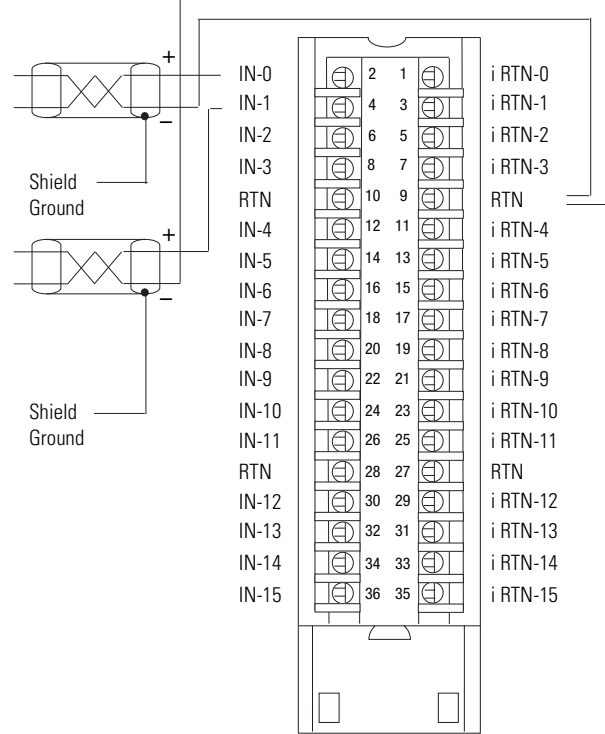 +
IN-0 2 1 i RTN-0
IN-1 4 3 i RTN-1
–
IN-2 6 5 i RTN-2
IN-3 8 7 i RTN-3
Shield
Ground
RTN 10 9 RTN
IN-4 12 11 i RTN-4
+
IN-5 14 13 i RTN-5
IN-6 16 15 i RTN-6
–
IN-7 18 17 i RTN-7
IN-8 20 19 i RTN-8
IN-9 22 21 i RTN-9
Shield
Ground
IN-10 24 23 i RTN-10
IN-11 26 25 i RTN-11
RTN 28 27 RTN
IN-12 30 29 i RTN-12
IN-13 32 31 i RTN-13
IN-14 34 33 i RTN-14
IN-15 36 35 i RTN-15